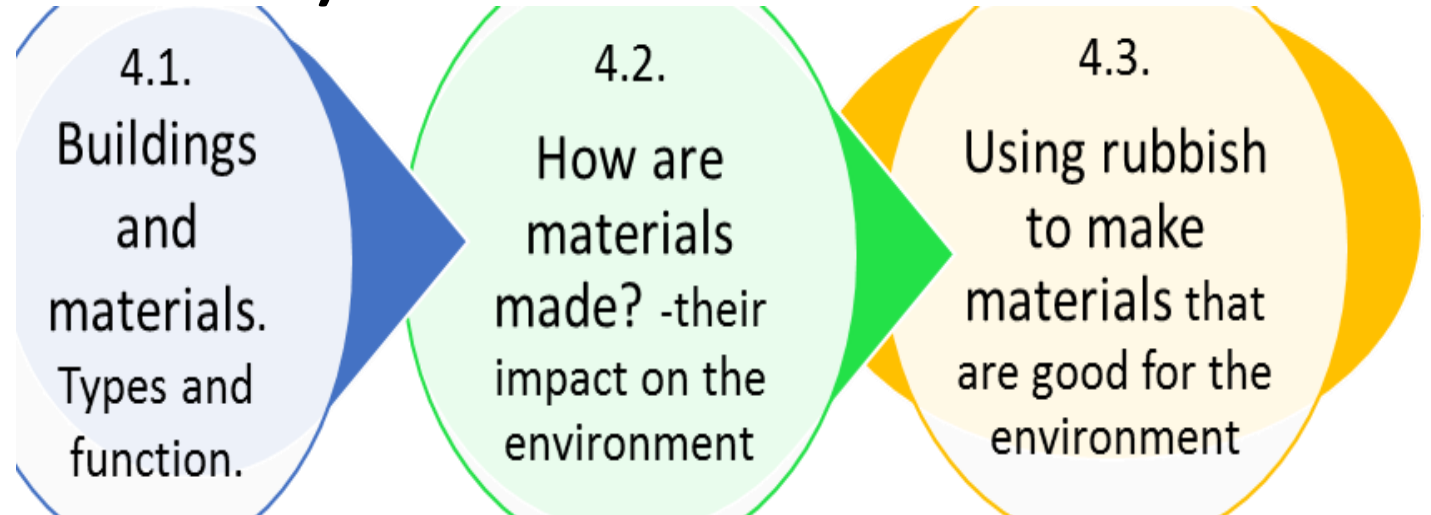 4.1.
Buildings
and
materials.
Types and
function.
4.2.
How are
materials
made? -their
impact on the
environment
4.3.
Using rubbish
to make
materials that
are good for the
environment